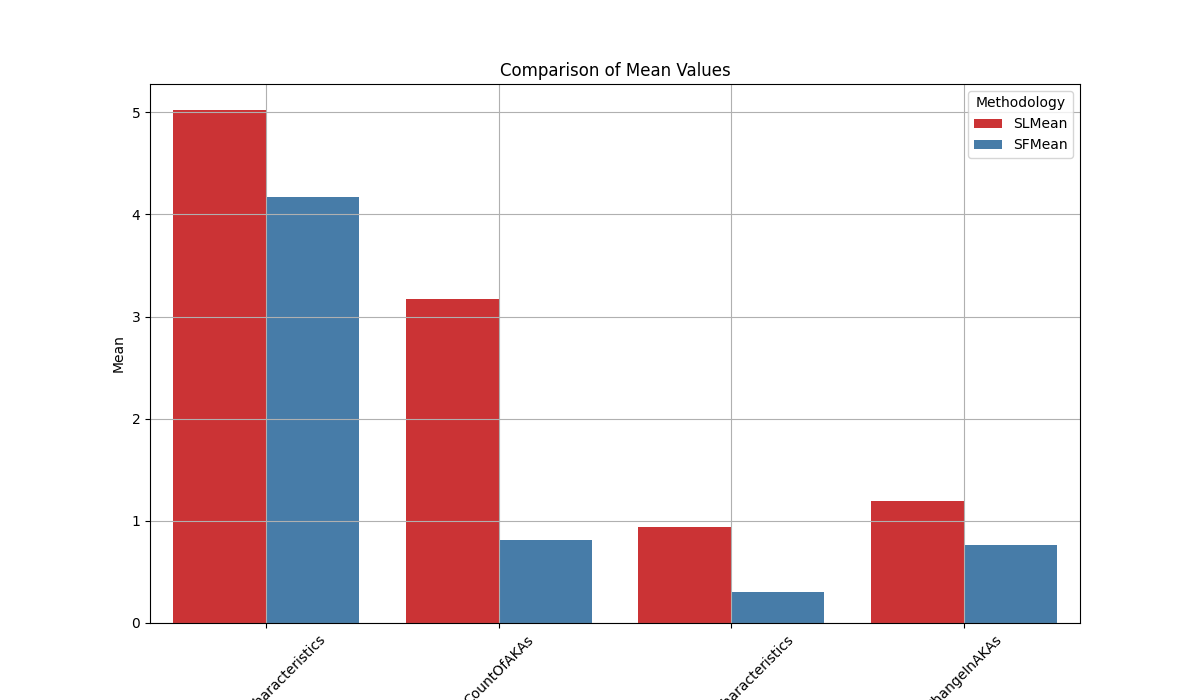 Comparison of Mean Values
Methodology
SLMean
SFMean
5
4
3
2
1
0
Mean
haracteristics
CountOfAKAs
haracteristics
hangeInAKAs